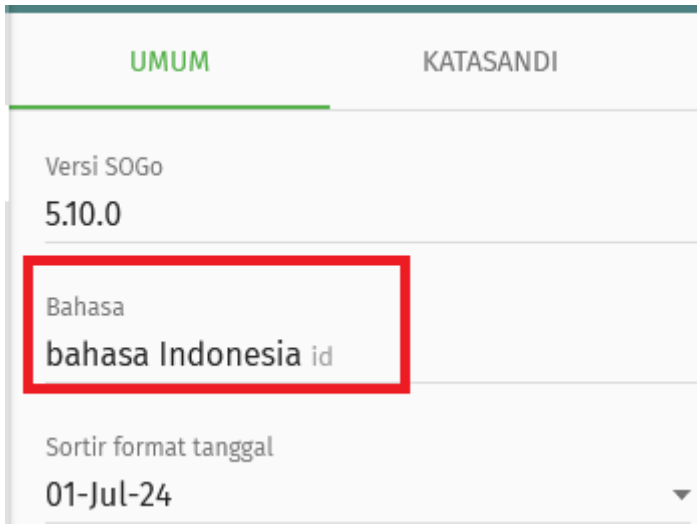 UMUM
KATASANDI
Versi SOGo
5.10.0
Bahasa
bahasa Indonesia id
Sortir format tanggal
01-Jul-24